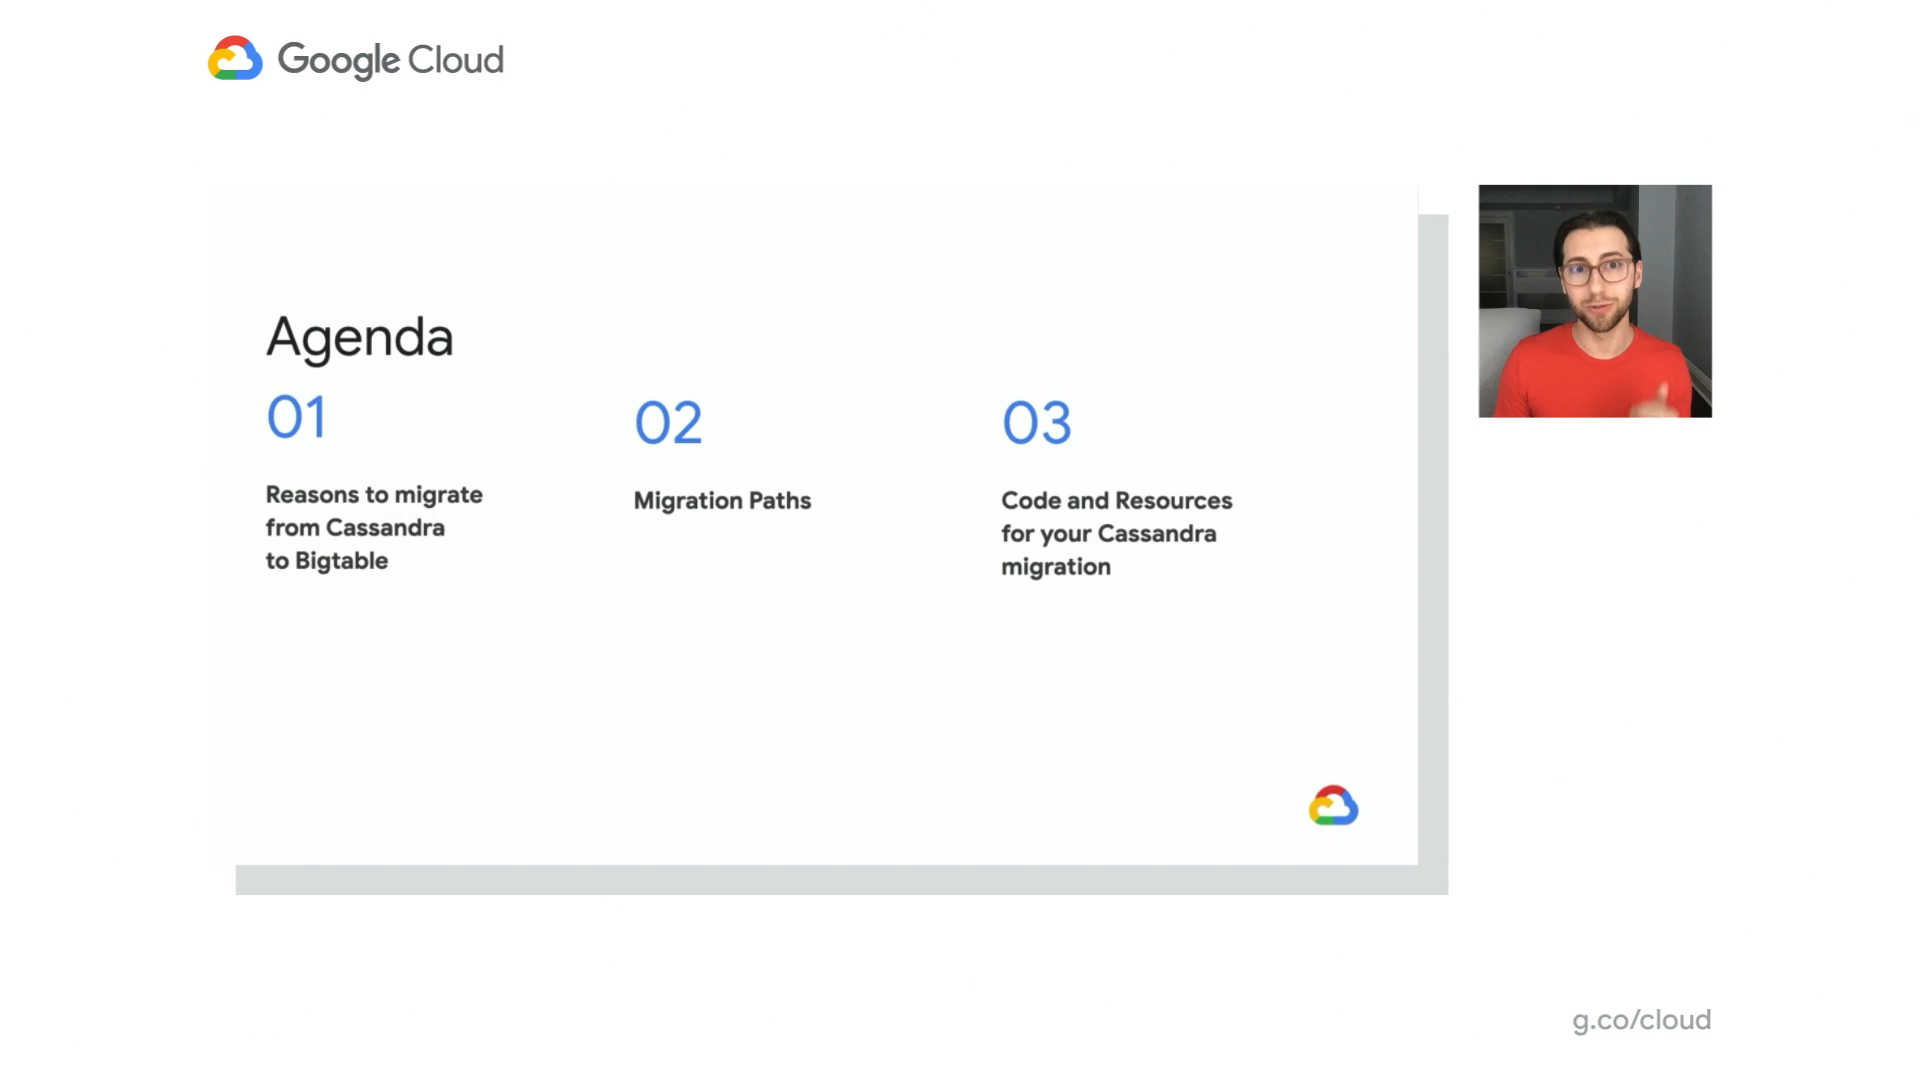 Google Cloud
Agenda
01
Reasons to migrate
from Cassandra
to Bigtable
02
Migration Paths
03
Code and Resources
for your Cassandra
migration
g.co/cloud